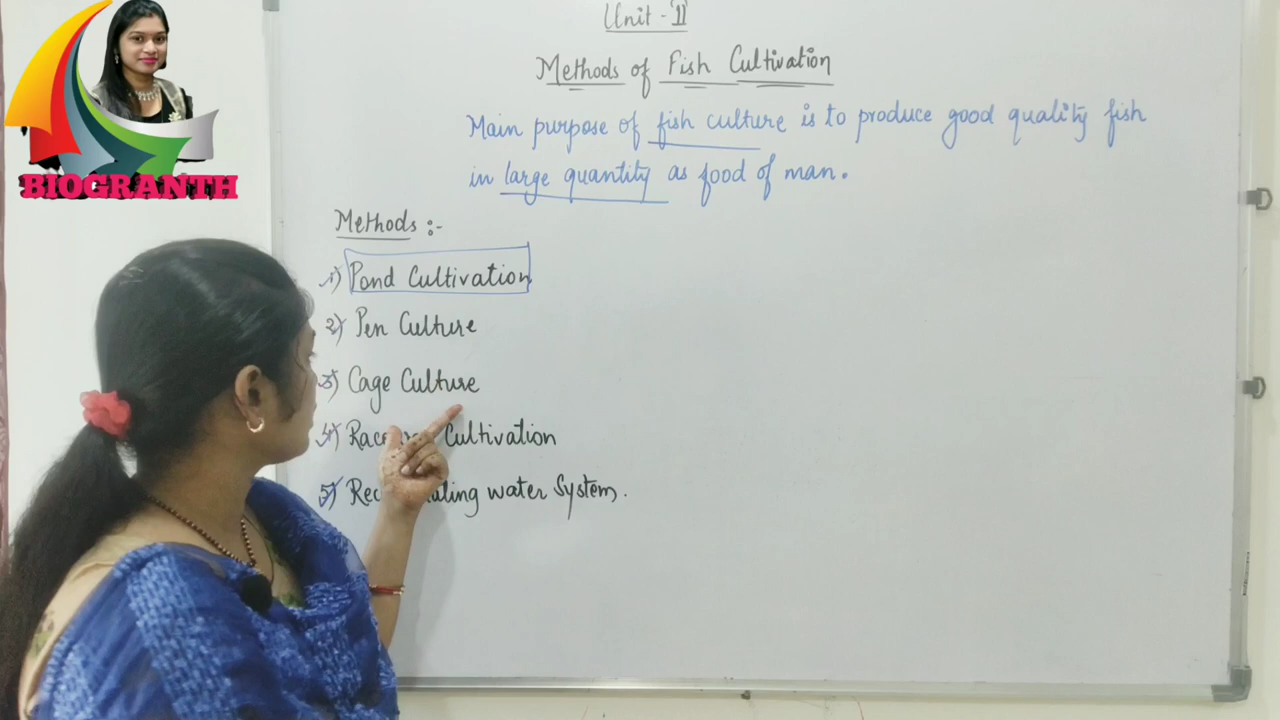 BIOGRANTH
Unit - II
Methods of Fish Cultivation
Main purpose of fish culture is to produce good quality fish
in large quantity as food of man.
Methods :-
1) Pond Cultivation
2) Pen Culture
3) Cage Culture
4) Cultivation
5) water System.